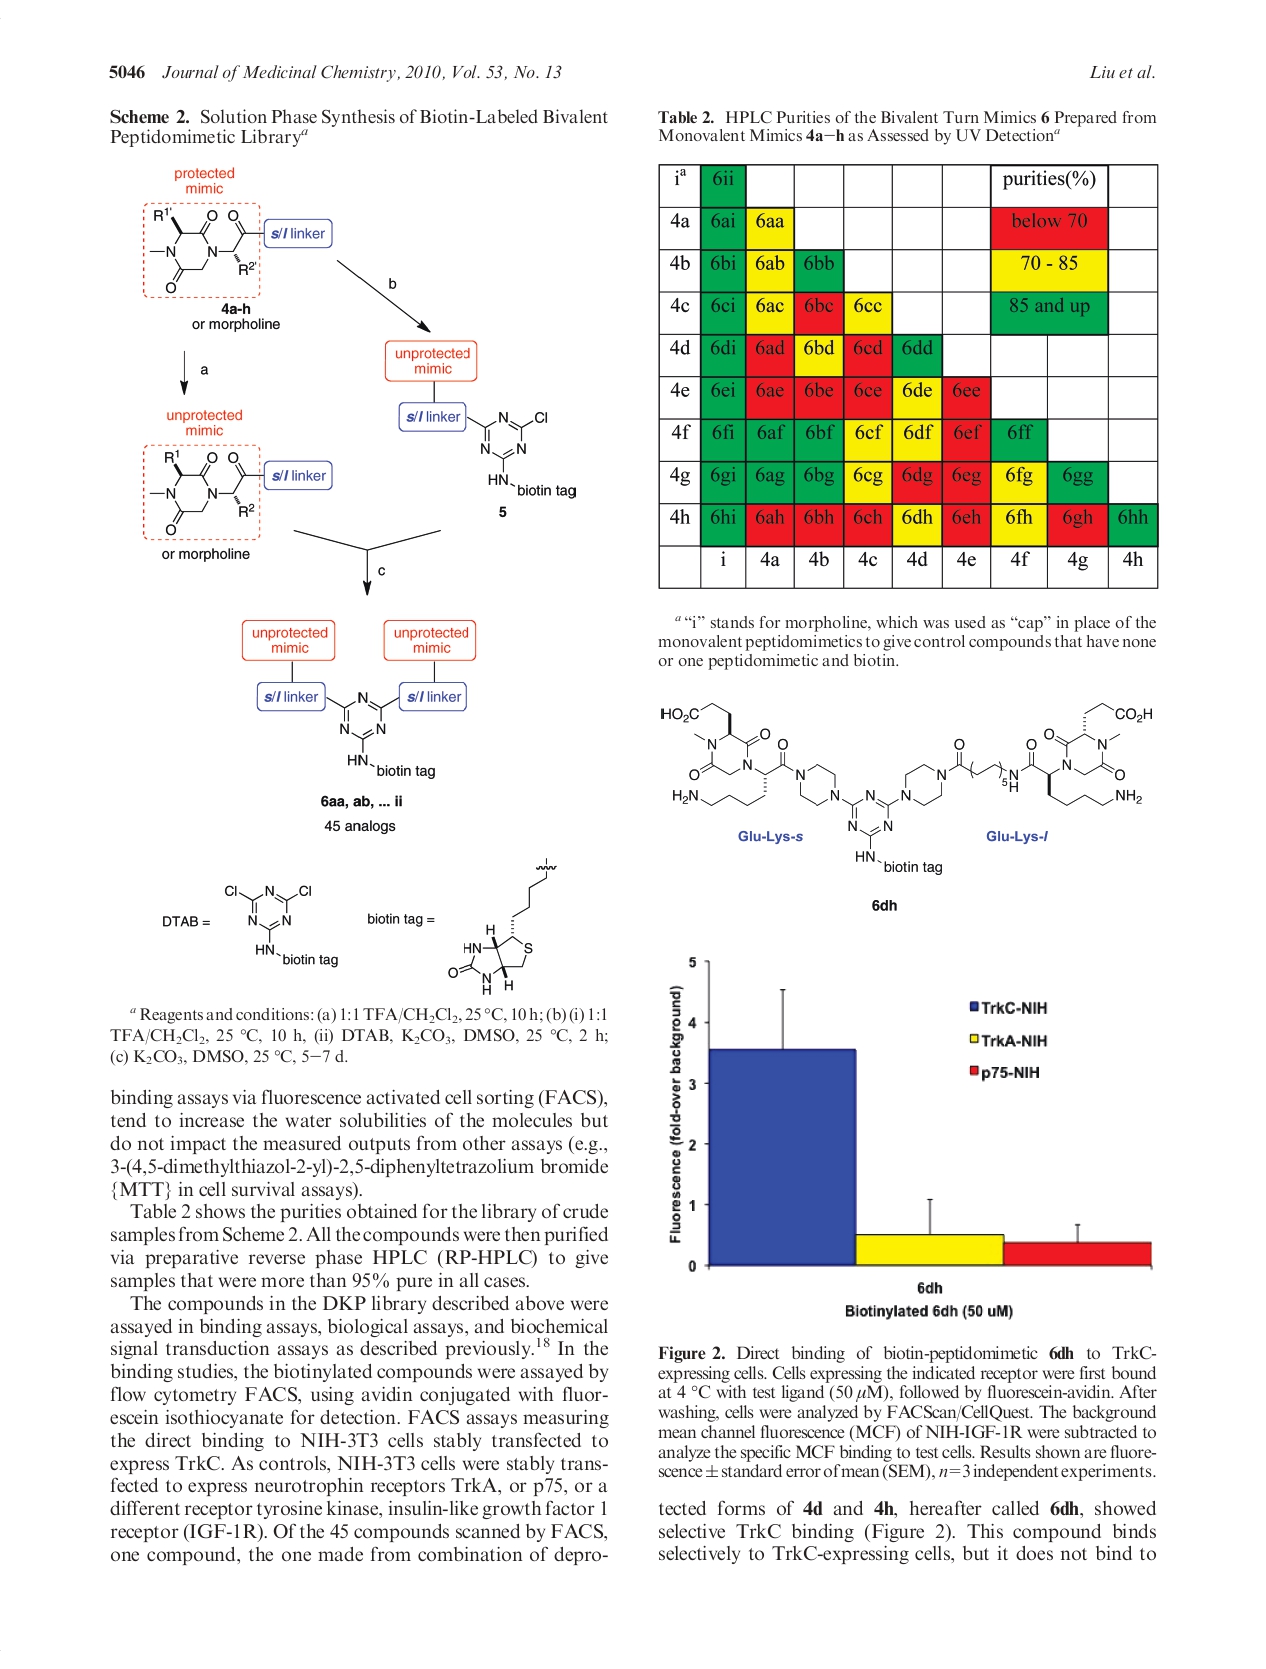 5046 Journal of Medicinal Chemistry, 2010, Vol. 53, No. 13
Liu et al.
Scheme 2. Solution Phase Synthesis of Biotin-Labeled Bivalent
Peptidomimetic Library^a
protected
mimic
R1'
O
O
s/l linker
N
N
R2'
O
4a-h
or morpholine
b
a
unprotected
mimic
s/l linker
N
Cl
N
N
HN
biotin tag
5
unprotected
mimic
R1
O
O
s/l linker
N
N
R2
O
or morpholine
c
unprotected
mimic
unprotected
mimic
s/l linker
s/l linker
N
N
N
HN
biotin tag
6aa, ab, ... ii
45 analogs
DTAB =
Cl
N
Cl
N
N
HN
biotin tag
biotin tag =
H
HN
S
O
N
H
H
^a Reagents and conditions: (a) 1:1 TFA/CH2Cl2, 25 °C, 10 h; (b) (i) 1:1
TFA/CH2Cl2, 25 °C, 10 h, (ii) DTAB, K2CO3, DMSO, 25 °C, 2 h;
(c) K2CO3, DMSO, 25 °C, 5−7 d.
binding assays via fluorescence activated cell sorting (FACS),
tend to increase the water solubilities of the molecules but
do not impact the measured outputs from other assays (e.g.,
3-(4,5-dimethylthiazol-2-yl)-2,5-diphenyltetrazolium bromide
{MTT} in cell survival assays).
Table 2 shows the purities obtained for the library of crude
samples from Scheme 2. All the compounds were then purified
via preparative reverse phase HPLC (RP-HPLC) to give
samples that were more than 95% pure in all cases.
The compounds in the DKP library described above were
assayed in binding assays, biological assays, and biochemical
signal transduction assays as described previously.18 In the
binding studies, the biotinylated compounds were assayed by
flow cytometry FACS, using avidin conjugated with fluor-
escein isothiocyanate for detection. FACS assays measuring
the direct binding to NIH-3T3 cells stably transfected to
express TrkC. As controls, NIH-3T3 cells were stably trans-
fected to express neurotrophin receptors TrkA, or p75, or a
different receptor tyrosine kinase, insulin-like growth factor 1
receptor (IGF-1R). Of the 45 compounds scanned by FACS,
one compound, the one made from combination of depro-
Table 2. HPLC Purities of the Bivalent Turn Mimics 6 Prepared from
Monovalent Mimics 4a−h as Assessed by UV Detection^a
i^a 6ii purities(%)
4a 6ai 6aa below 70
4b 6bi 6ab 6bb 70 - 85
4c 6ci 6ac 6bc 6cc 85 and up
4d 6di 6ad 6bd 6cd 6dd
4e 6ei 6ae 6be 6ce 6de 6ee
4f 6fi 6af 6bf 6cf 6df 6ef 6ff
4g 6gi 6ag 6bg 6cg 6dg 6eg 6fg 6gg
4h 6hi 6ah 6bh 6ch 6dh 6eh 6fh 6gh 6hh
i 4a 4b 4c 4d 4e 4f 4g 4h
^a "i" stands for morpholine, which was used as "cap" in place of the
monovalent peptidomimetics to give control compounds that have none
or one peptidomimetic and biotin.
HO2C
CO2H
N
O
O
O
O
O
N
O
N
N
N
5
N
H
N
O
H2N
N
N
N
N
N
NH2
Glu-Lys-s
Glu-Lys-l
HN
biotin tag
6dh
5
4
3
2
1
0
Fluorescence (fold-over background)
TrkC-NIH
TrkA-NIH
p75-NIH
6dh
Biotinylated 6dh (50 uM)
Figure 2. Direct binding of biotin-peptidomimetic 6dh to TrkC-
expressing cells. Cells expressing the indicated receptor were first bound
at 4 °C with test ligand (50 μM), followed by fluorescein-avidin. After
washing, cells were analyzed by FACScan/CellQuest. The background
mean channel fluorescence (MCF) of NIH-IGF-1R were subtracted to
analyze the specific MCF binding to test cells. Results shown are fluore-
scence ± standard error of mean (SEM), n=3 independent experiments.
tected forms of 4d and 4h, hereafter called 6dh, showed
selective TrkC binding (Figure 2). This compound binds
selectively to TrkC-expressing cells, but it does not bind to